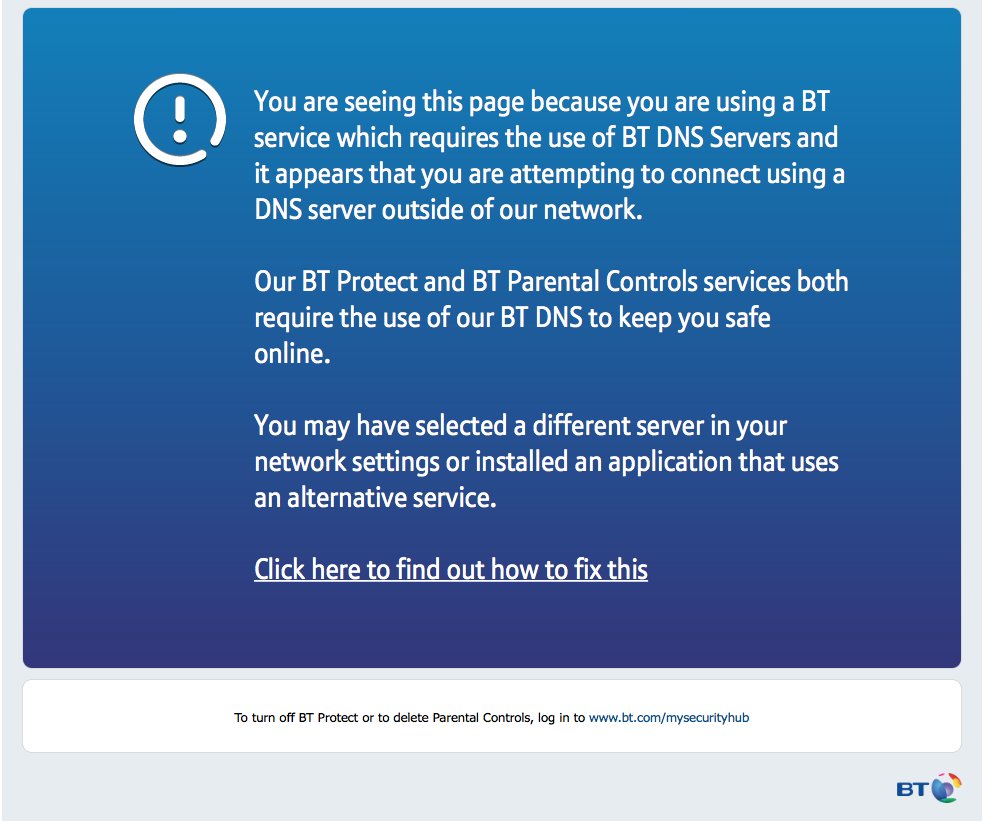 You are seeing this page because you are using a BT
service which requires the use of BT DNS Servers and
it appears that you are attempting to connect using a
DNS server outside of our network.
Our BT Protect and BT Parental Controls services both
require the use of our BT DNS to keep you safe
online.
You may have selected a different server in your
network settings or installed an application that uses
an alternative service.
Click here to find out how to fix this
To turn off BT Protect or to delete Parental Controls, log in to www.bt.com/mysecurityhub
BT